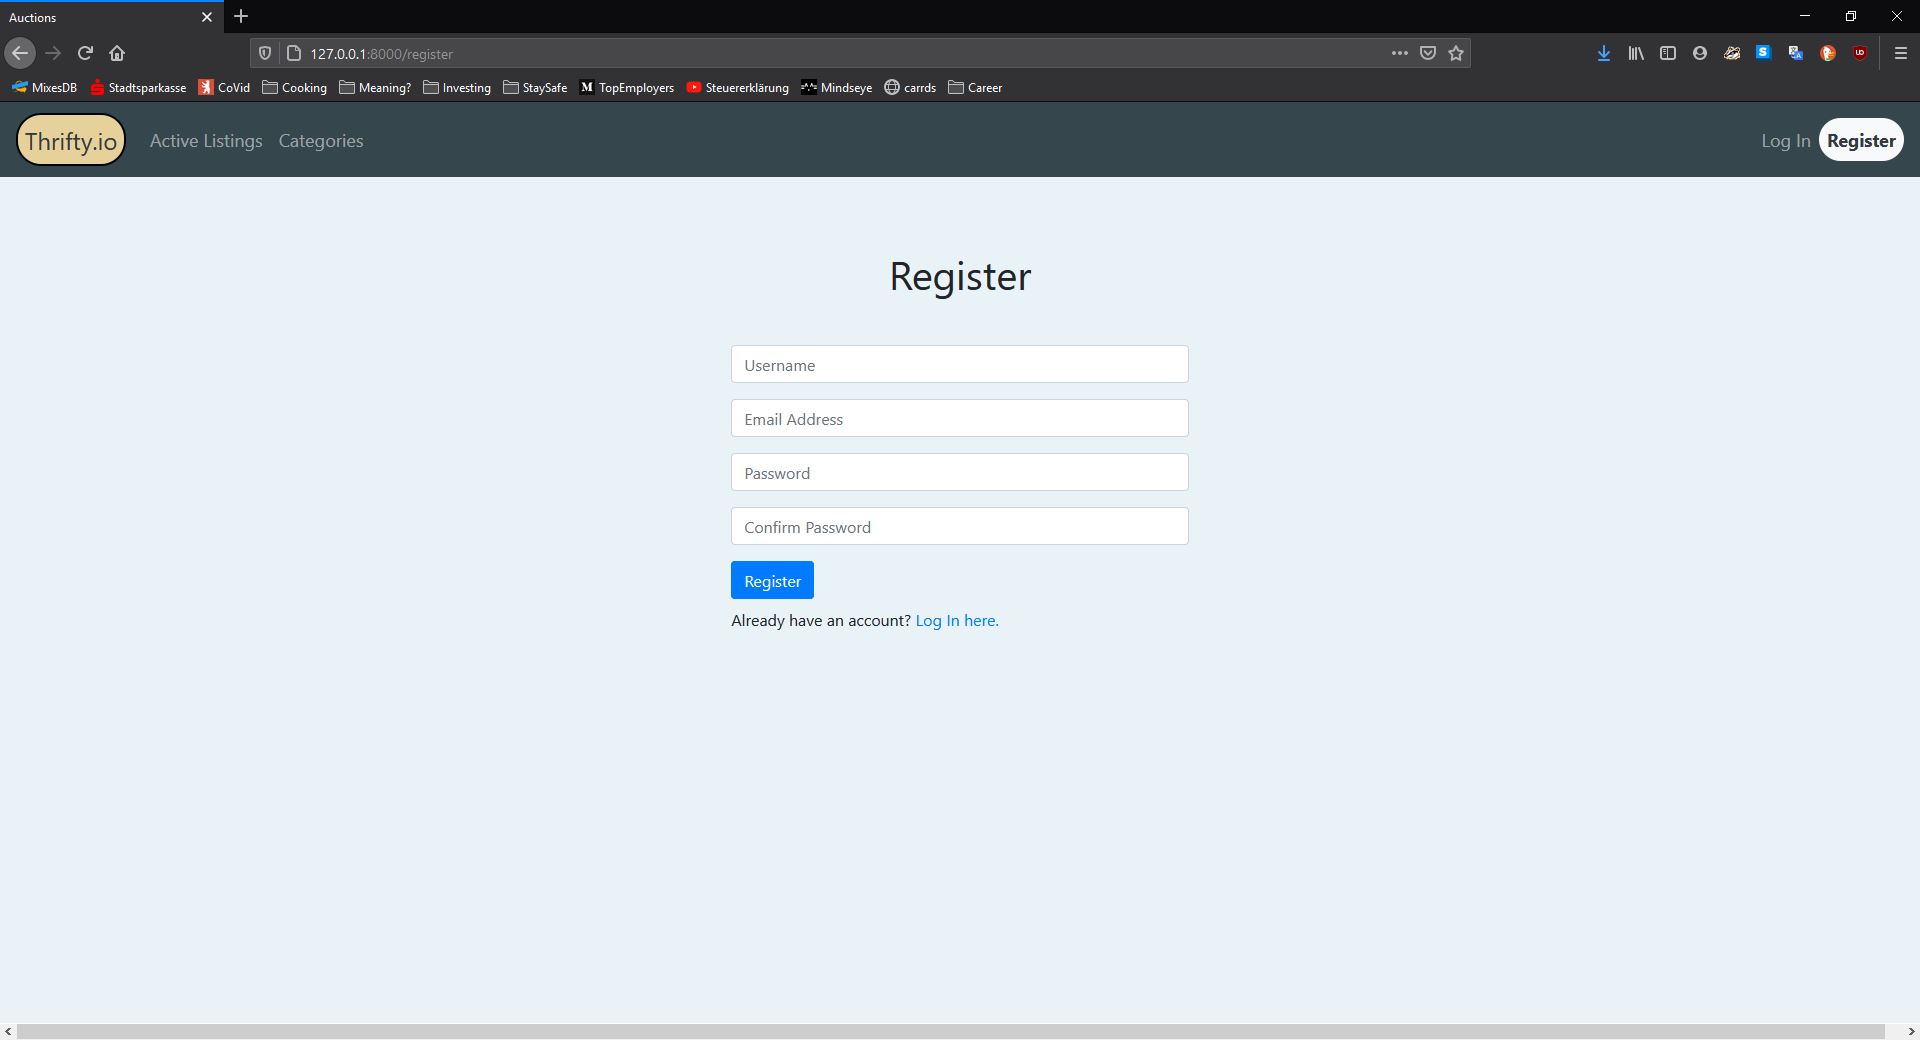 Auctions
127.0.0.1:8000/register
MixesDB Stadtsparkasse CoVid Cooking Meaning? Investing StaySafe M TopEmployers Steuererklärung Mindseye carrds Career
Thrifty.io Active Listings Categories Log In Register
Register
Username
Email Address
Password
Confirm Password
Register
Already have an account? Log In here.